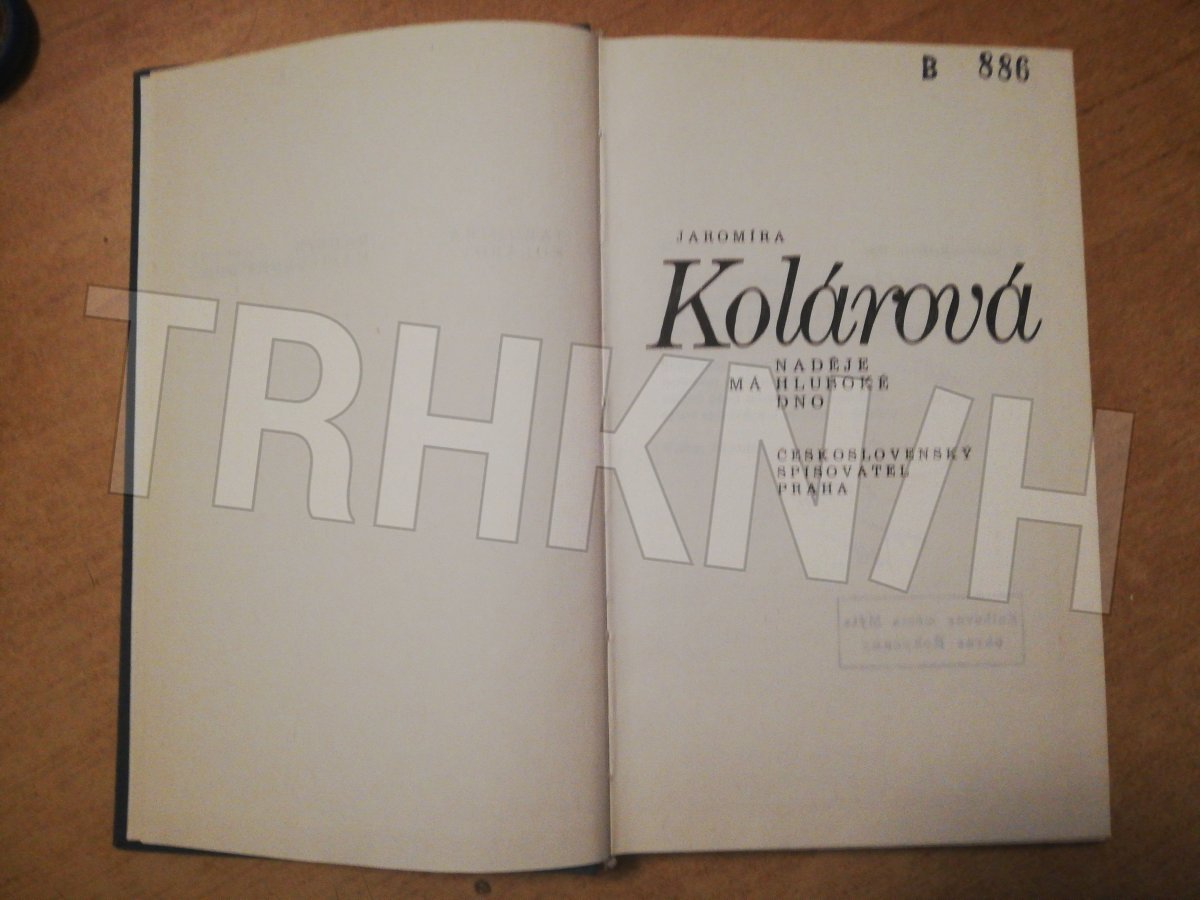 B 886
JAROMÍRA
Kolárová
NADĚJE
MÁ HLUBOKÉ
DNO
ČESKOSLOVENSKÝ
SPISOVATEL
PRAHA
TRHKNIH